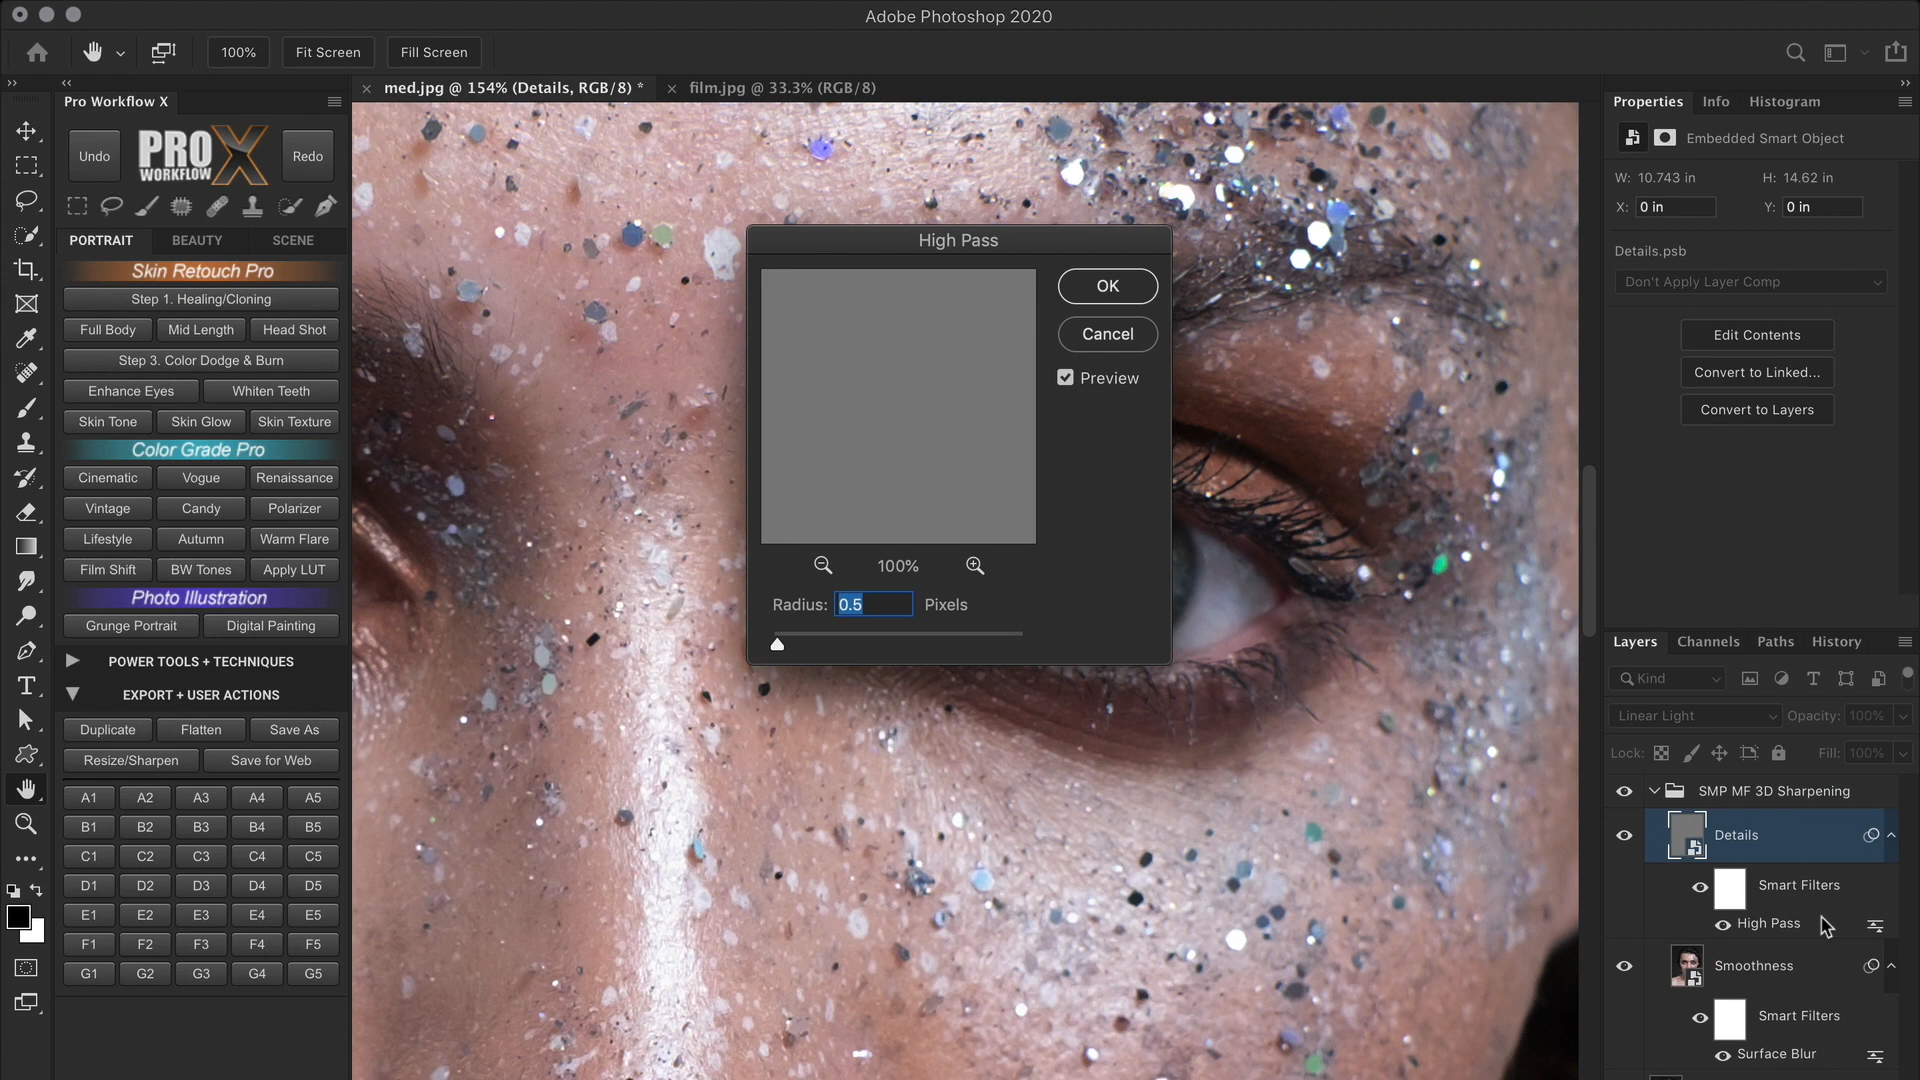 Adobe Photoshop 2020
100%
Fit Screen
Fill Screen
med.jpg @ 154% (Details, RGB/8) *
film.jpg @ 33.3% (RGB/8)
Pro Workflow X
Undo
PRO X
WORKFLOW
Redo
PORTRAIT
BEAUTY
SCENE
Skin Retouch Pro
Step 1. Healing/Cloning
Full Body
Mid Length
Head Shot
Step 3. Color Dodge & Burn
Enhance Eyes
Whiten Teeth
Skin Tone
Skin Glow
Skin Texture
Color Grade Pro
Cinematic
Vogue
Renaissance
Vintage
Candy
Polarizer
Lifestyle
Autumn
Warm Flare
Film Shift
BW Tones
Apply LUT
Photo Illustration
Grunge Portrait
Digital Painting
POWER TOOLS + TECHNIQUES
EXPORT + USER ACTIONS
Duplicate
Flatten
Save As
Resize/Sharpen
Save for Web
A1 A2 A3 A4 A5
B1 B2 B3 B4 B5
C1 C2 C3 C4 C5
D1 D2 D3 D4 D5
E1 E2 E3 E4 E5
F1 F2 F3 F4 F5
G1 G2 G3 G4 G5
High Pass
OK
Cancel
Preview
100%
Radius: 0.5 Pixels
Properties
Info
Histogram
Embedded Smart Object
W: 10.743 in
H: 14.62 in
X: 0 in
Y: 0 in
Details.psb
Don't Apply Layer Comp
Edit Contents
Convert to Linked...
Convert to Layers
Layers
Channels
Paths
History
Kind
Linear Light
Opacity: 100%
Lock:
Fill: 100%
SMP MF 3D Sharpening
Details
Smart Filters
High Pass
Smoothness
Smart Filters
Surface Blur